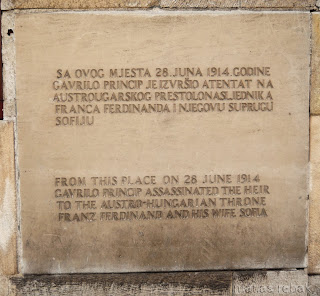 SA OVOG MJESTA 28. JUNA 1914. GODINE
GAVRILO PRINCIP JE IZVRŠIO ATENTAT NA
AUSTROUGARSKOG PRESTOLONASLJEDNIKA
FRANCA FERDINANDA I NJEGOVU SUPRUGU
SOFIJU
FROM THIS PLACE ON 28 JUNE 1914
GAVRILO PRINCIP ASSASSINATED THE HEIR
TO THE AUSTRO-HUNGARIAN THRONE
FRANZ FERDINAND AND HIS WIFE SOFIA